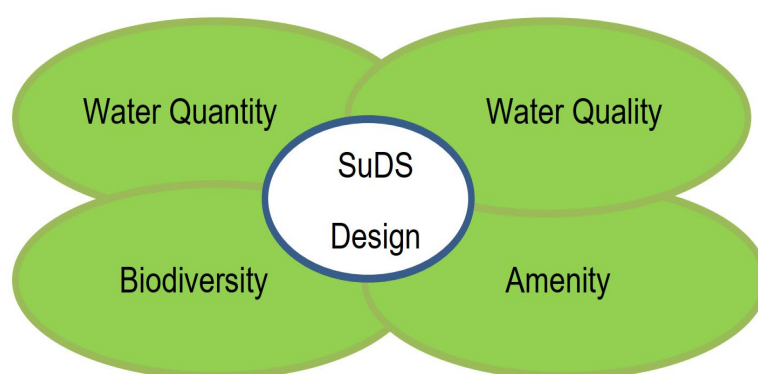 Water Quantity
Water Quality
SuDS
Design
Biodiversity
Amenity